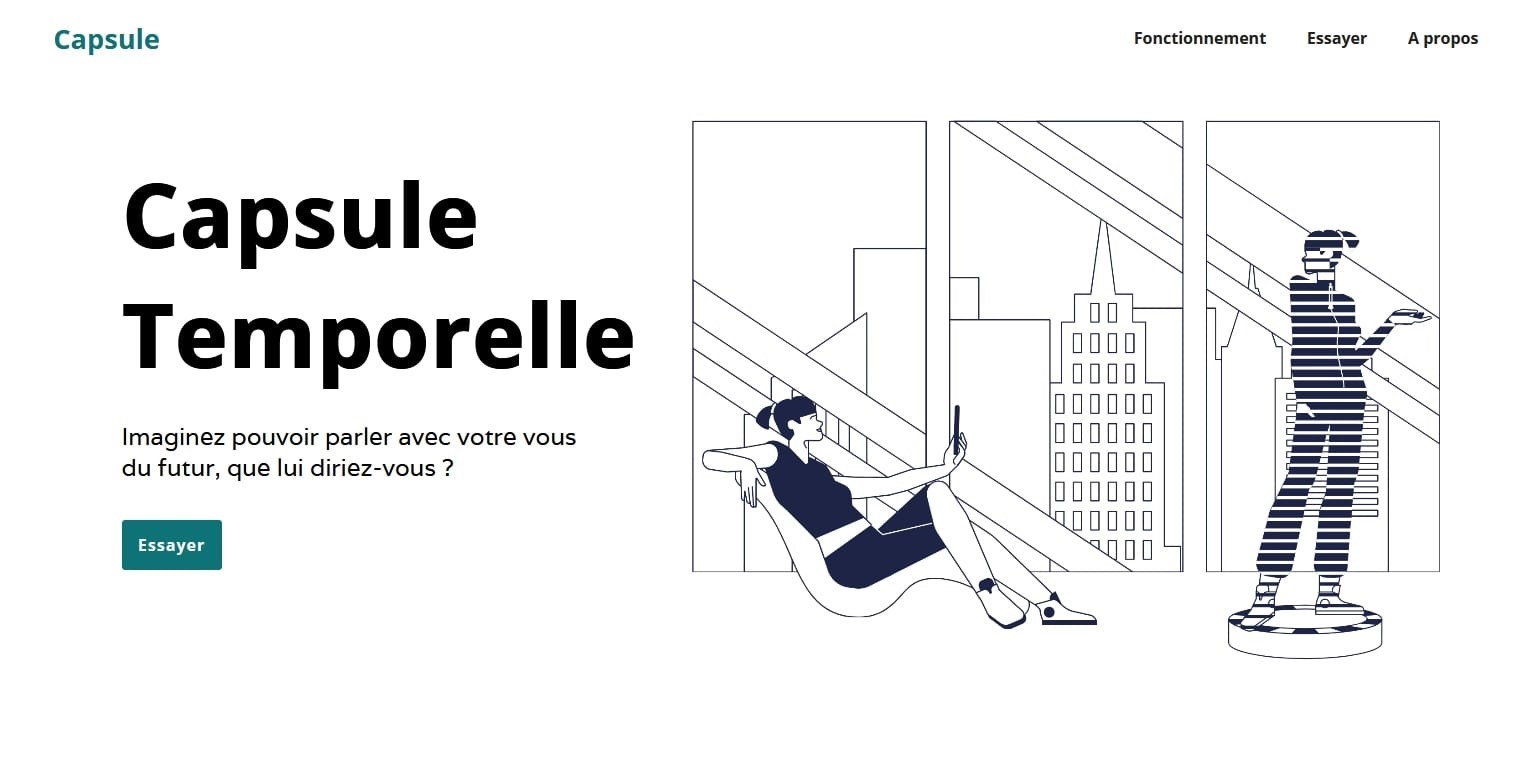 Capsule
Fonctionnement
Essayer
A propos
Capsule
Temporelle
Imaginez pouvoir parler avec votre vous
du futur, que lui diriez-vous ?
Essayer